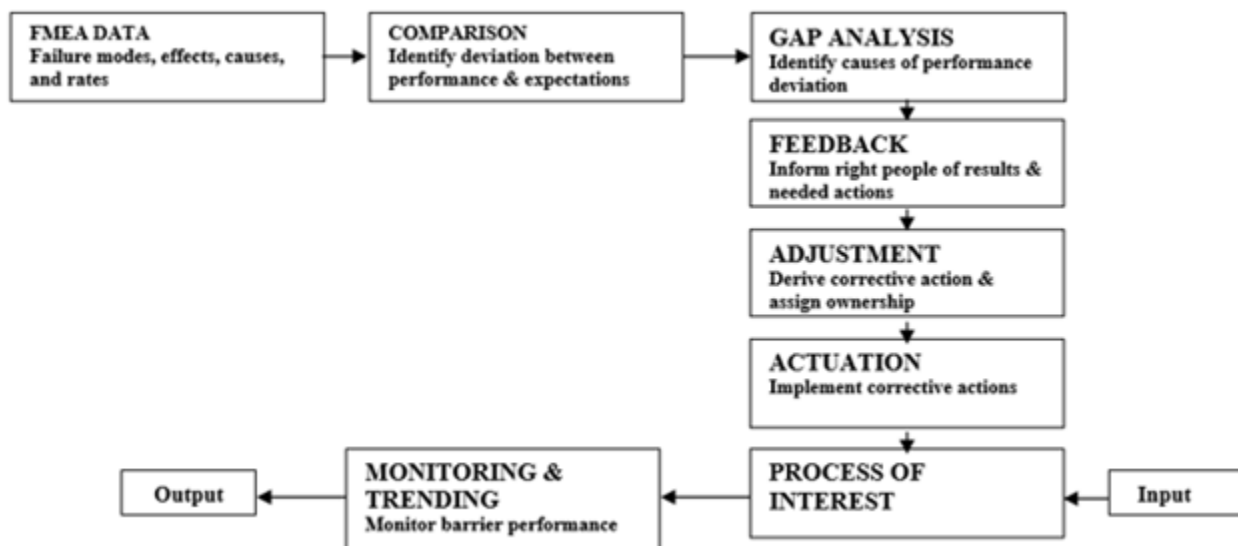 FMEA DATA
Failure modes, effects, causes,
and rates
COMPARISON
Identify deviation between
performance & expectations
GAP ANALYSIS
Identify causes of performance
deviation
FEEDBACK
Inform right people of results &
needed actions
ADJUSTMENT
Derive corrective action &
assign ownership
ACTUATION
Implement corrective actions
Output
MONITORING &
TRENDING
Monitor barrier performance
PROCESS OF
INTEREST
Input